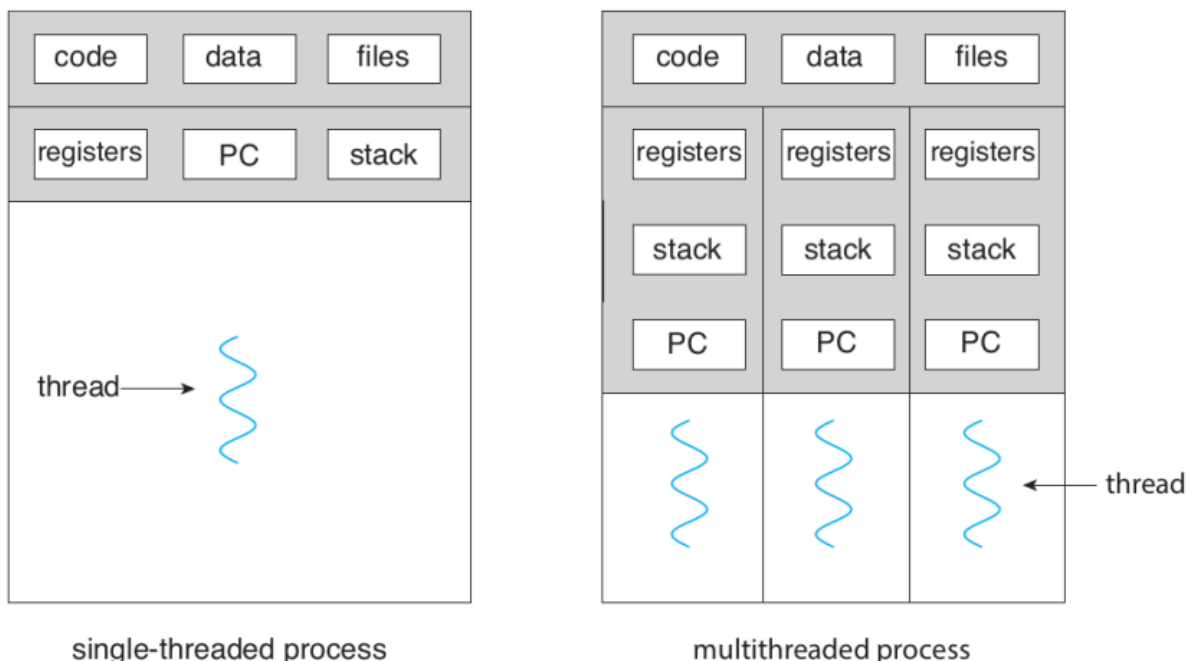 code data files
registers PC stack
thread
single-threaded process
code data files
registers registers registers
stack stack stack
PC PC PC
thread
multithreaded process